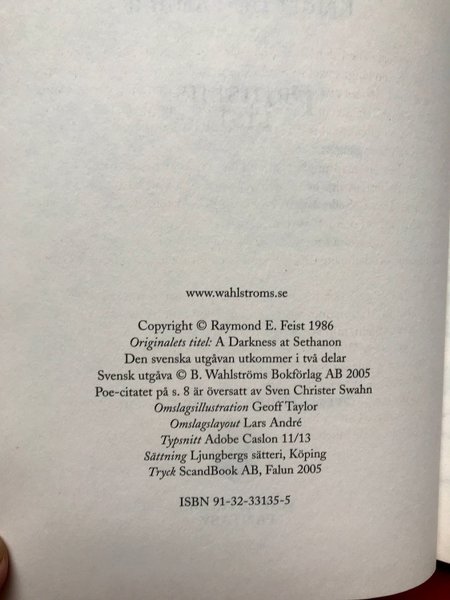 www.wahlstroms.se
Copyright © Raymond E. Feist 1986
Originalets titel: A Darkness at Sethanon
Den svenska utgåvan utkommer i två delar
Svensk utgåva © B. Wahlströms Bokförlag AB 2005
Poe-citatet på s. 8 är översatt av Sven Christer Swahn
Omslagsillustration Geoff Taylor
Omslagslayout Lars André
Typsnitt Adobe Caslon 11/13
Sättning Ljungbergs sätteri, Köping
Tryck ScandBook AB, Falun 2005
ISBN 91-32-33135-5